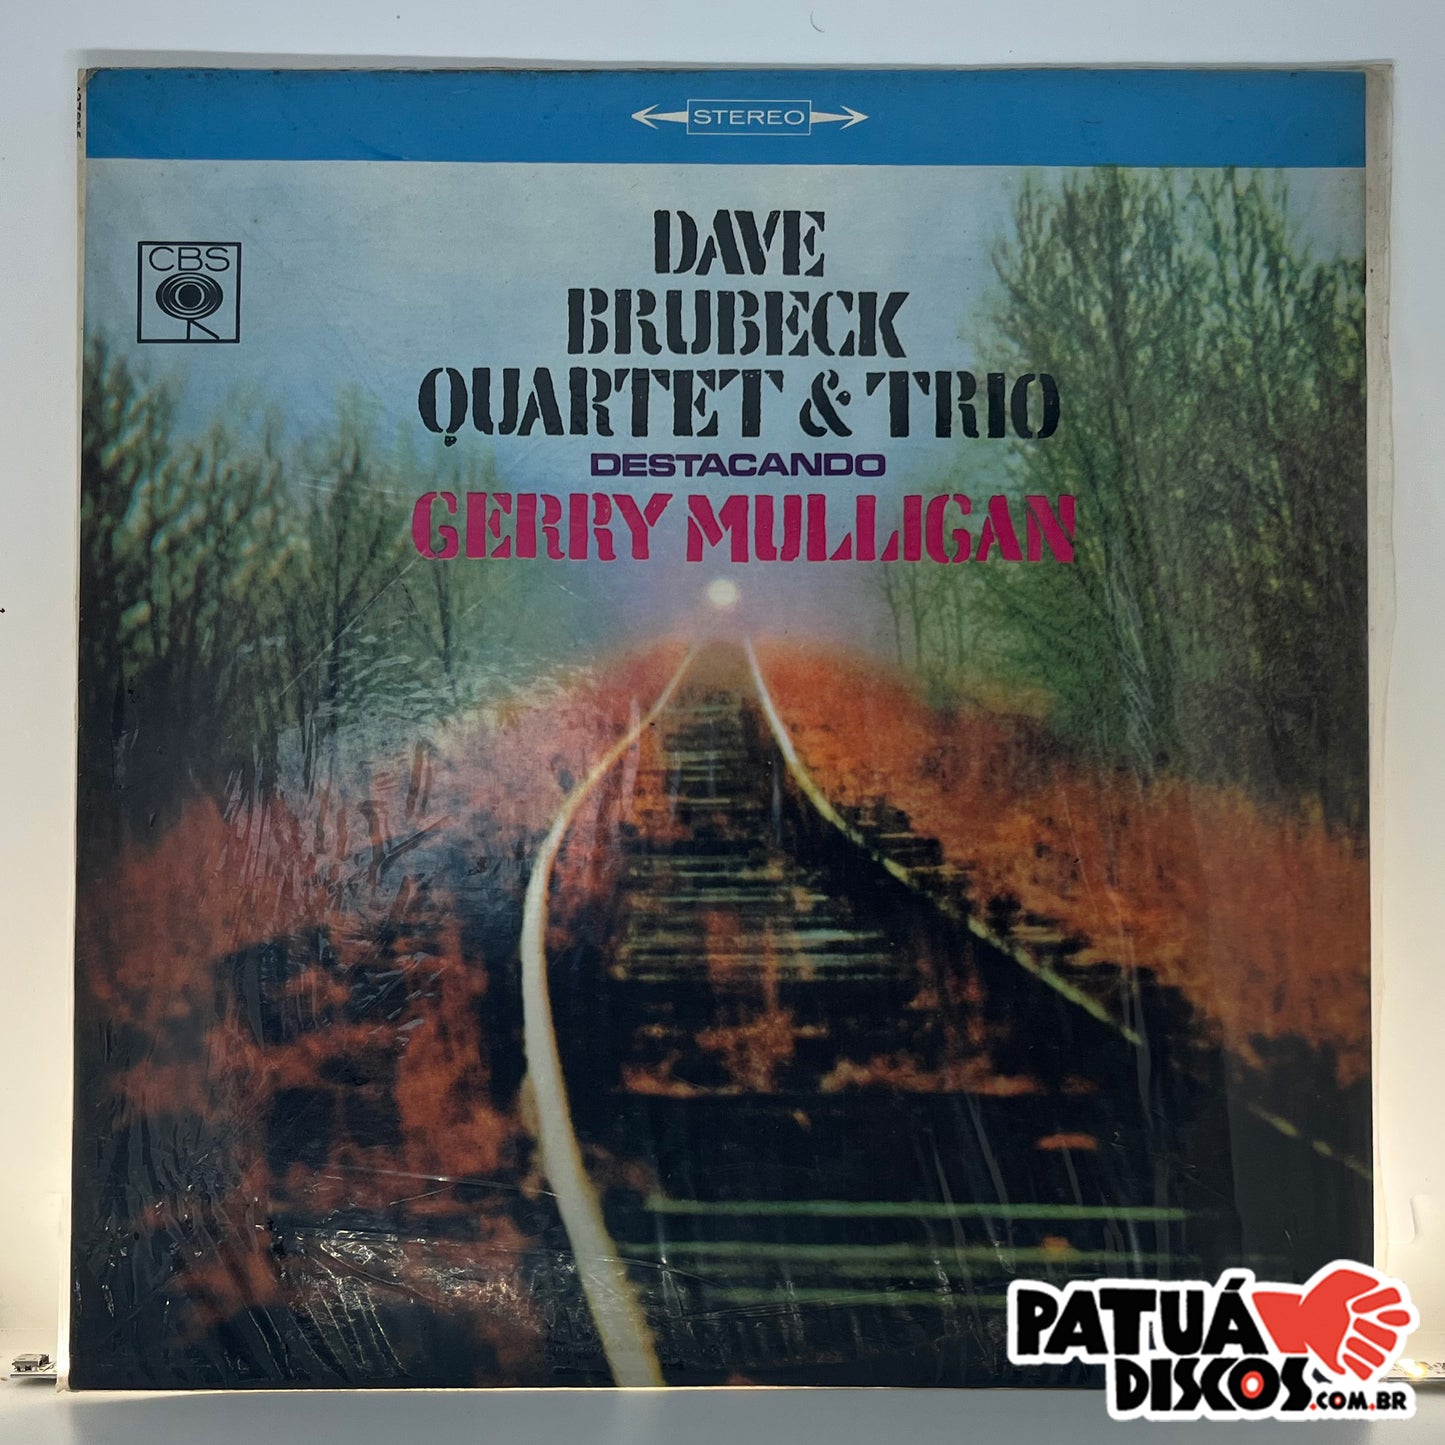 STEREO
CBS
DAVE
BRUBECK
QUARTET & TRIO
DESTACANDO
GERRY MULLIGAN
PATUÁ
DISCOS.COM.BR